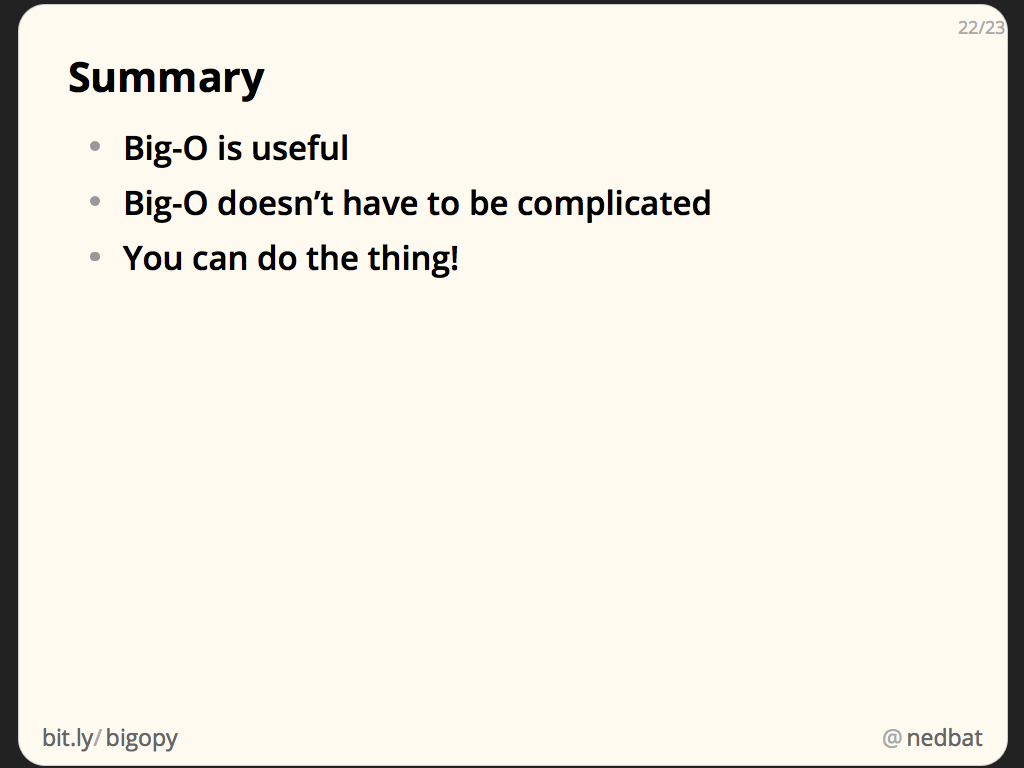 22/23
Summary
• Big-O is useful
• Big-O doesn’t have to be complicated
• You can do the thing!
bit.ly/bigopy
@nedbat